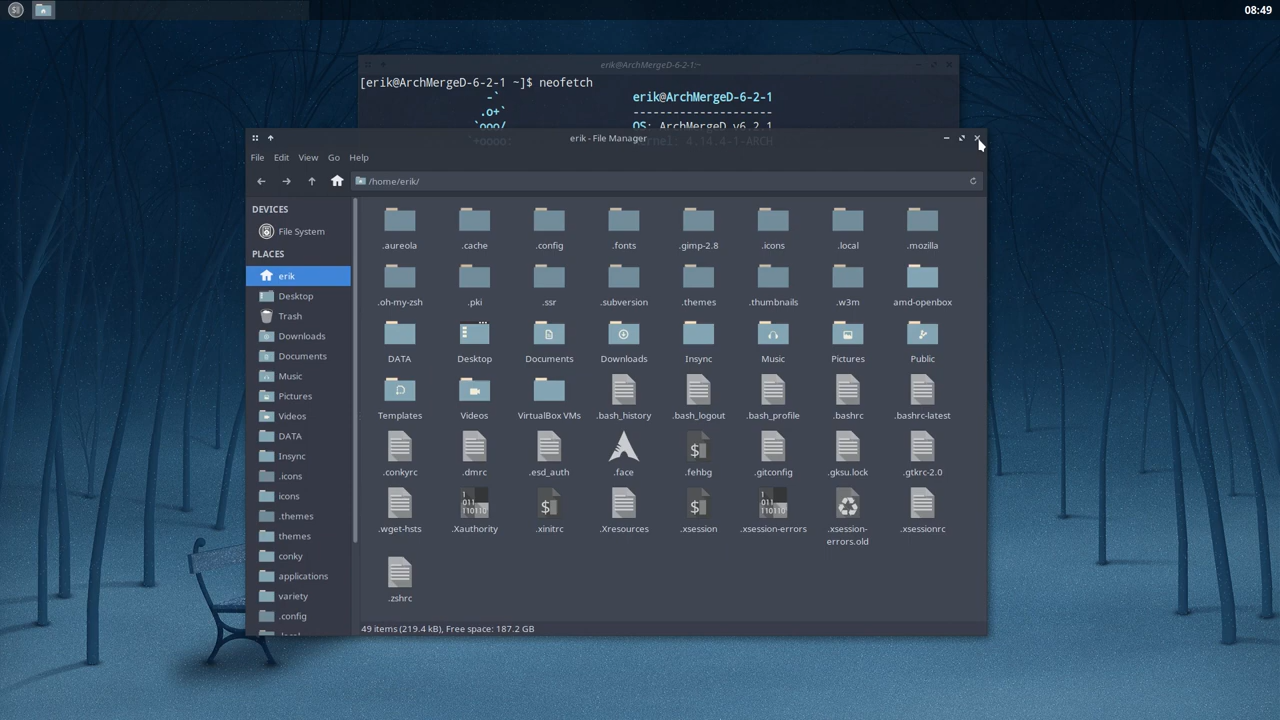 08:49
erik@ArchMergeD-6-2-1:~
[erik@ArchMergeD-6-2-1 ~]$ neofetch
-`
.o+`
`ooo/
erik@ArchMergeD-6-2-1
---------------------
OS: ArchMergeD v6.2.1
erik - File Manager
`+oooo:
Kernel: 4.14.4-1-ARCH
File Edit View Go Help
/home/erik/
DEVICES
File System
PLACES
erik
Desktop
Trash
Downloads
Documents
Music
Pictures
Videos
DATA
Insync
.icons
icons
.themes
themes
conky
applications
variety
.config
.local
.aureola .cache .config .fonts .gimp-2.8 .icons .local .mozilla
.oh-my-zsh .pki .ssr .subversion .themes .thumbnails .w3m amd-openbox
DATA Desktop Documents Downloads Insync Music Pictures Public
Templates Videos VirtualBox VMs .bash_history .bash_logout .bash_profile .bashrc .bashrc-latest
.conkyrc .dmrc .esd_auth .face .fehbg .gitconfig .gksu.lock .gtkrc-2.0
.wget-hsts .Xauthority .xinitrc .Xresources .xsession .xsession-errors .xsession-errors.old .xsessionrc
.zshrc
49 items (219.4 kB), Free space: 187.2 GB